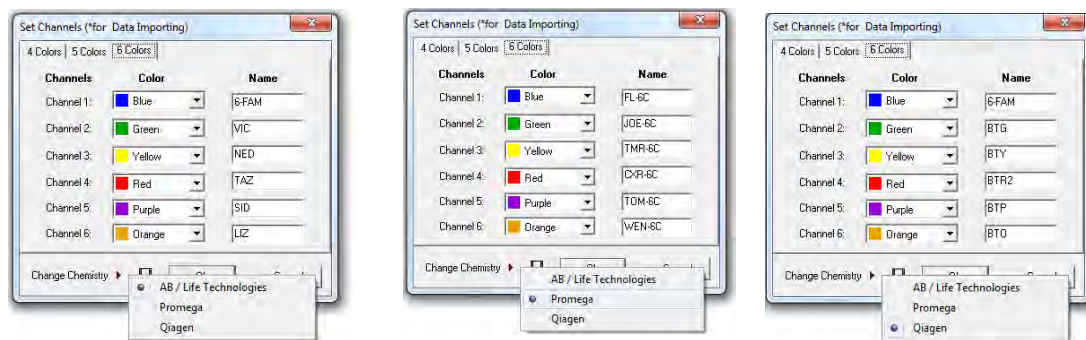 Set Channels (*for Data Importing)
4 Colors 5 Colors 6 Colors
Channels Color Name
Channel 1: Blue 6-FAM
Channel 2: Green VIC
Channel 3: Yellow NED
Channel 4: Red TAZ
Channel 5: Purple SID
Channel 6: Orange LIZ
Change Chemistry
AB / Life Technologies
Promega
Qiagen
Set Channels (*for Data Importing)
4 Colors 5 Colors 6 Colors
Channels Color Name
Channel 1: Blue FL-6C
Channel 2: Green JOE-6C
Channel 3: Yellow TMR-6C
Channel 4: Red CXR-6C
Channel 5: Purple TOM-6C
Channel 6: Orange WEN-6C
Change Chemistry
AB / Life Technologies
Promega
Qiagen
Set Channels (*for Data Importing)
4 Colors 5 Colors 6 Colors
Channels Color Name
Channel 1: Blue 6-FAM
Channel 2: Green BTG
Channel 3: Yellow BTY
Channel 4: Red BTR2
Channel 5: Purple BTP
Channel 6: Orange BTO
Change Chemistry
AB / Life Technologies
Promega
Qiagen